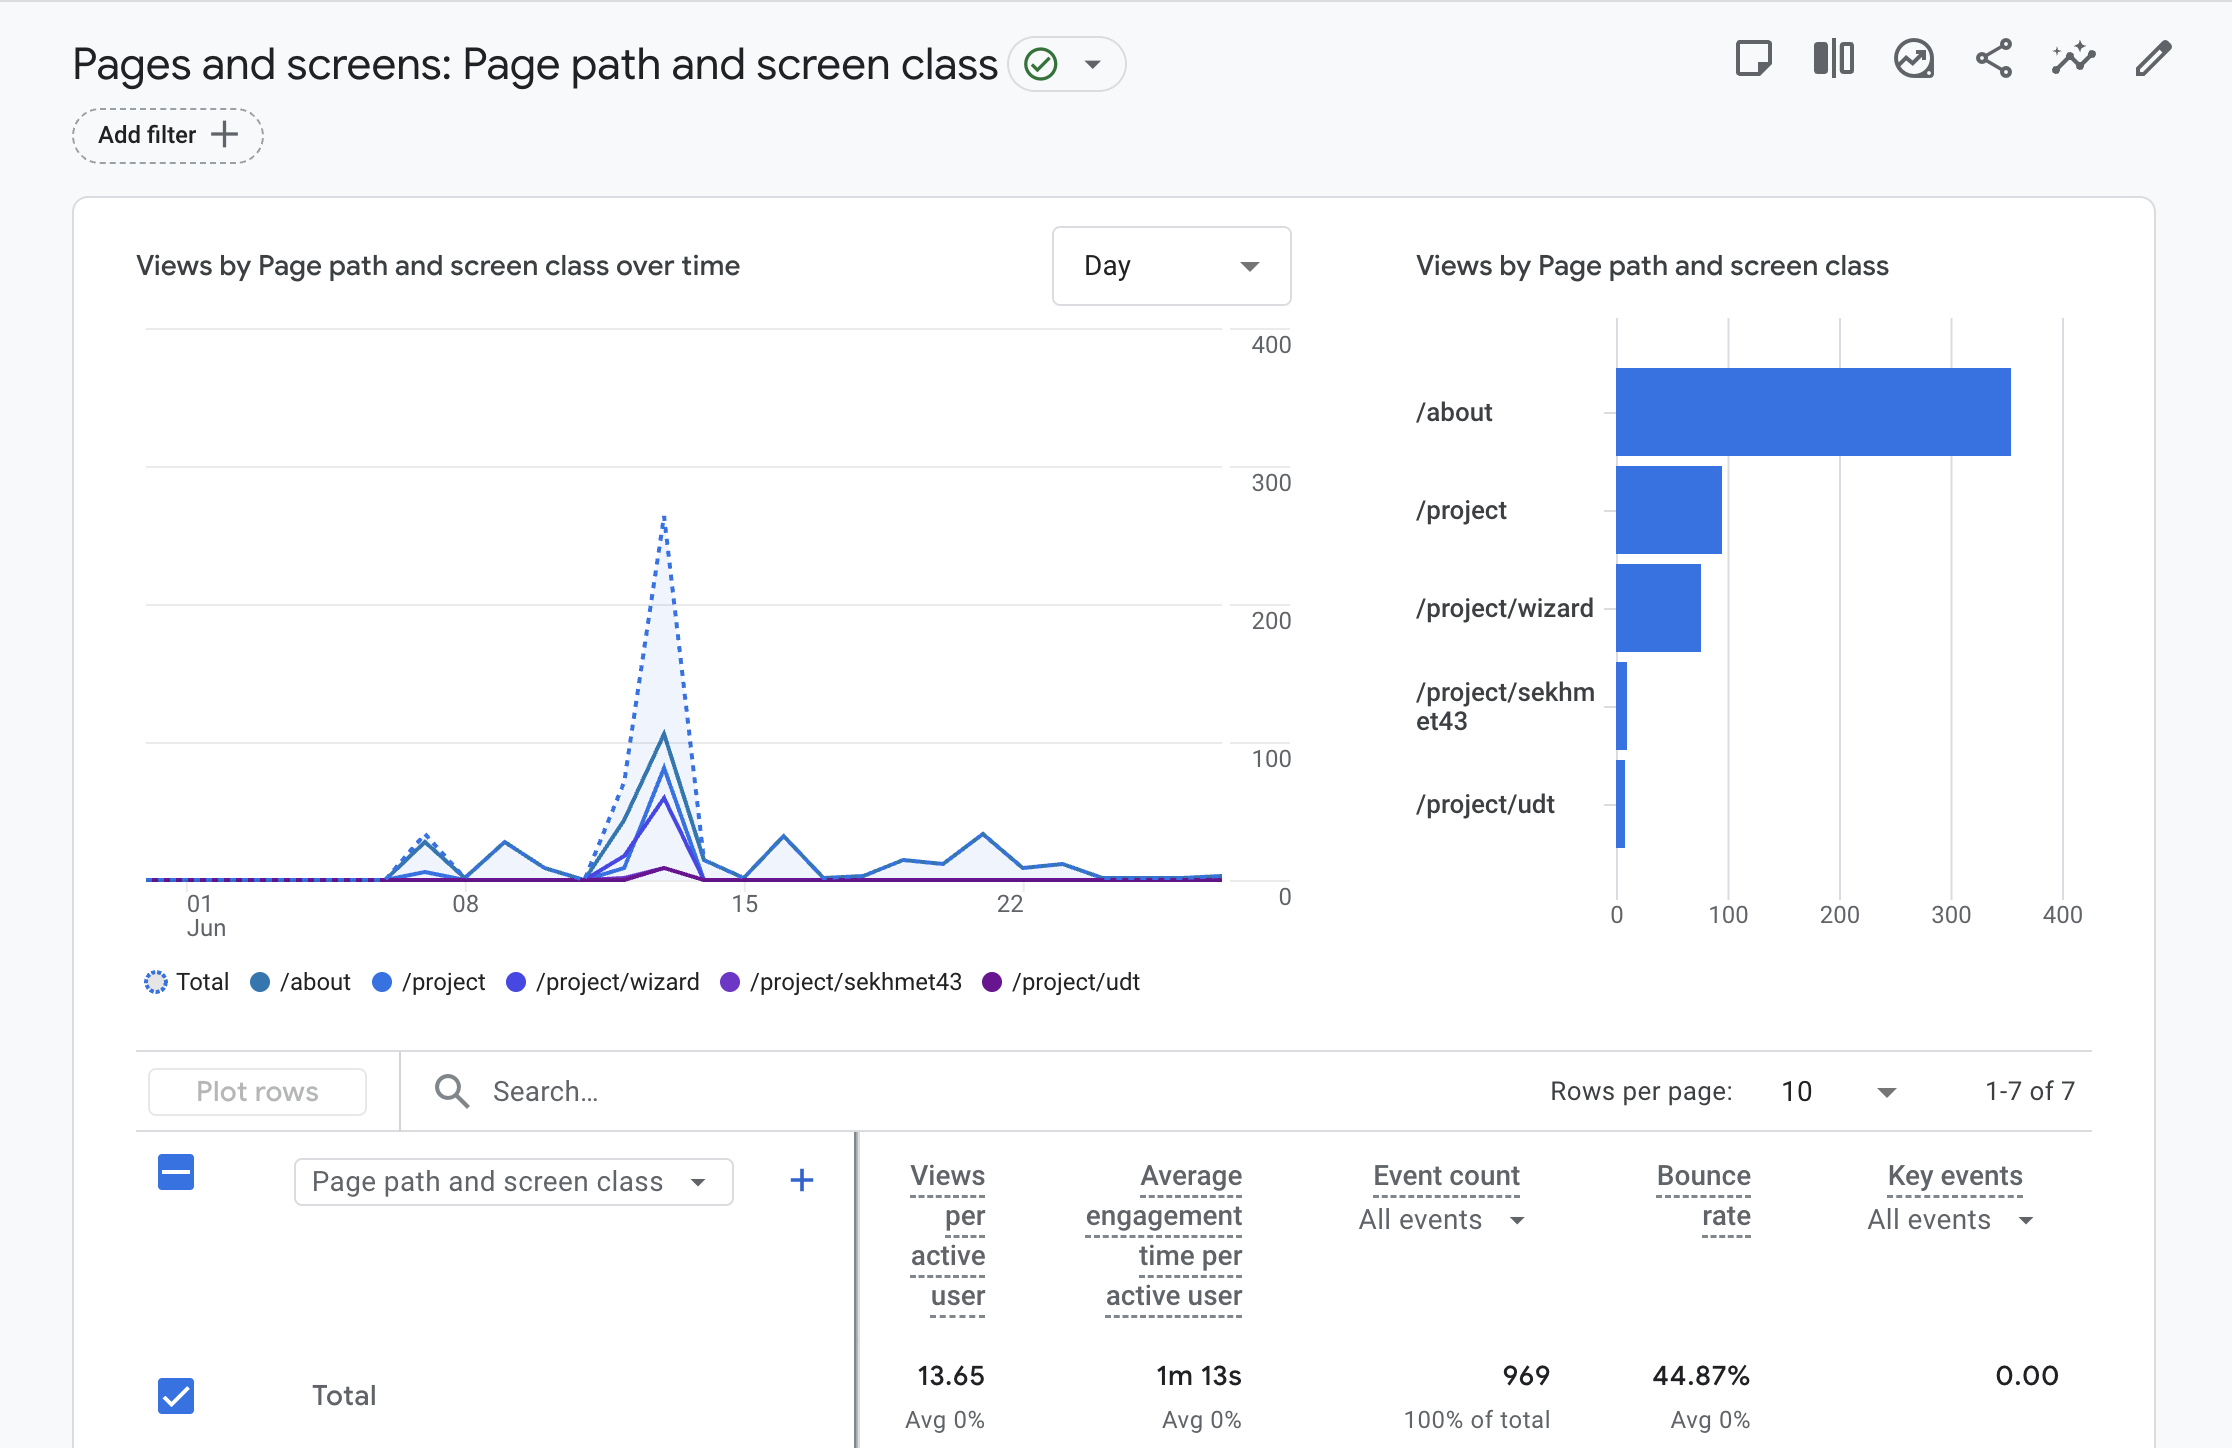 Pages and screens: Page path and screen class
Add filter
Views by Page path and screen class over time
Day
400
300
200
100
0
01
Jun
08
15
22
Total
/about
/project
/project/wizard
/project/sekhmet43
/project/udt
Views by Page path and screen class
/about
/project
/project/wizard
/project/sekhm
et43
/project/udt
0
100
200
300
400
Plot rows
Search…
Rows per page:
10
1-7 of 7
Page path and screen class
Views
per
active
user
Average
engagement
time per
active user
Event count
All events
Bounce
rate
Key events
All events
Total
13.65
Avg 0%
1m 13s
Avg 0%
969
100% of total
44.87%
Avg 0%
0.00